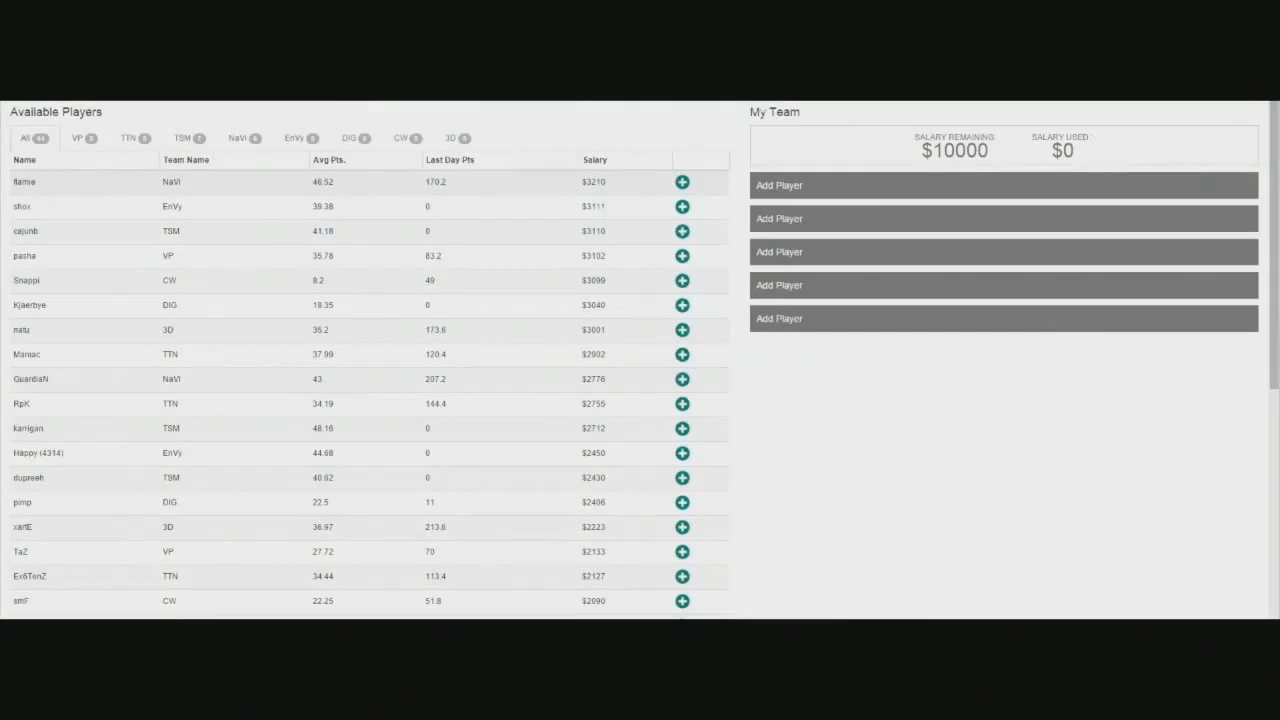 Available Players
All 44 VP TTN TSM 7 NaVi EnVy DIG CW 3D
Name Team Name Avg Pts. Last Day Pts Salary
flamie NaVi 46.52 170.2 $3210
shox EnVy 39.38 0 $3111
cajunb TSM 41.18 0 $3110
pasha VP 35.78 83.2 $3102
Snappi CW 8.2 49 $3099
Kjaerbye DIG 19.35 0 $3040
natu 3D 35.2 173.6 $3001
Maniac TTN 37.99 120.4 $2902
GuardiaN NaVi 43 207.2 $2776
RpK TTN 34.19 144.4 $2755
karrigan TSM 48.16 0 $2712
Happy (4314) EnVy 44.68 0 $2450
dupreeh TSM 40.62 0 $2430
pimp DIG 22.5 11 $2406
xartE 3D 36.97 213.6 $2223
TaZ VP 27.72 70 $2133
Ex6TenZ TTN 34.44 113.4 $2127
smF CW 22.25 51.8 $2090
My Team
SALARY REMAINING: SALARY USED:
$10000 $0
Add Player
Add Player
Add Player
Add Player
Add Player